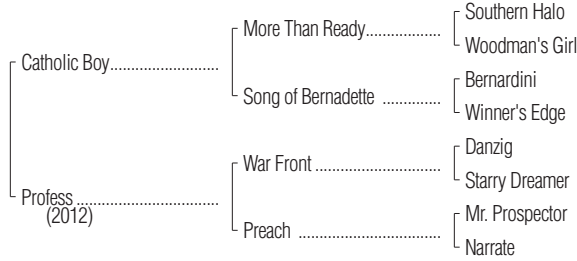 Southern Halo
More Than Ready....................
Woodman's Girl
Catholic Boy.............................
Bernardini
Song of Bernadette ...............
Winner's Edge
Danzig
War Front .................................
Starry Dreamer
Profess ......................................
(2012)
Mr. Prospector
Preach ......................................
Narrate